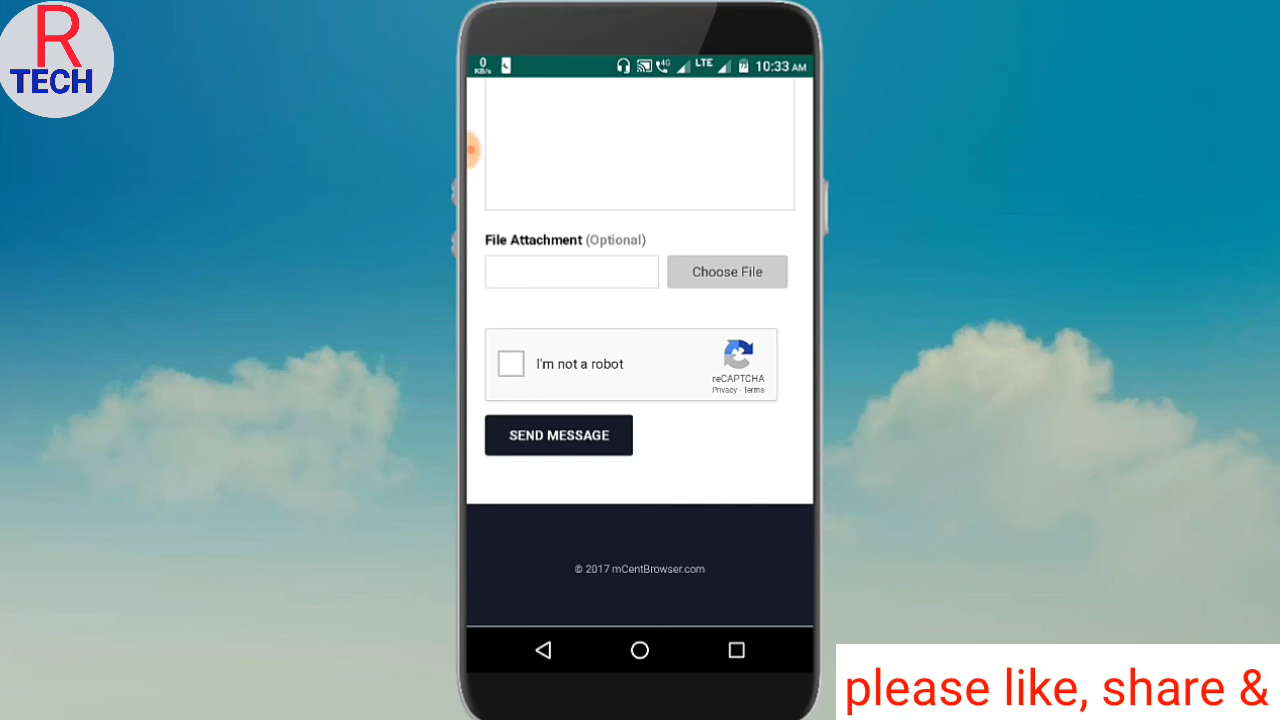 R
TECH
0
KB/s
4G
LTE
10:33 AM
File Attachment (Optional)
Choose File
I'm not a robot
reCAPTCHA
Privacy - Terms
SEND MESSAGE
© 2017 mCentBrowser.com
please like, share &